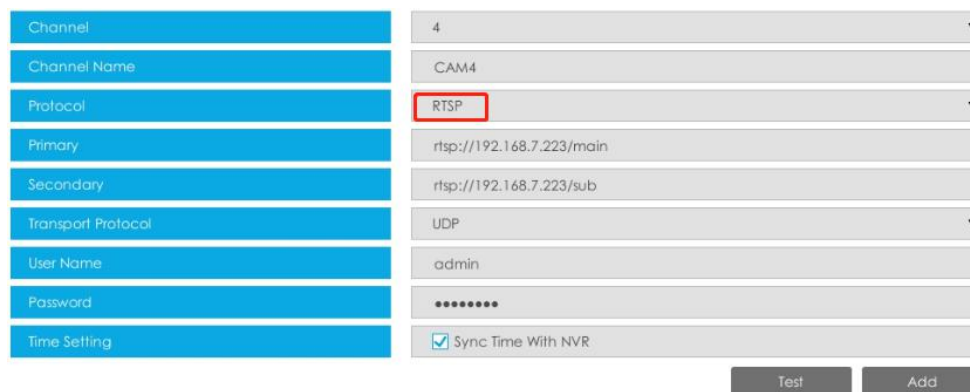 Channel 4
Channel Name CAM4
Protocol RTSP
Primary rtsp://192.168.7.223/main
Secondary rtsp://192.168.7.223/sub
Transport Protocol UDP
User Name admin
Password ••••••••
Time Setting Sync Time With NVR
Test Add